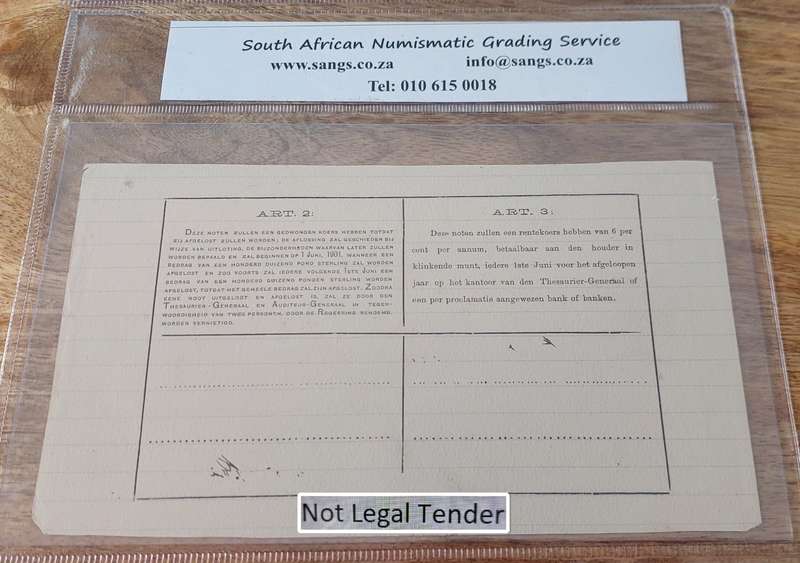 South African Numismatic Grading Service
www.sangs.co.za info@sangs.co.za
Tel: 010 615 0018
ART. 2:
DEZE NOTEN ZULLEN EEN GEDWONGEN KOERS HEBBEN TOTDAT
ZIJ AFGELOST ZULLEN WORDEN; DE AFLOSSING ZAL GESCHIEDEN BIJ
WIJZE VAN UITLOTING, DE BIJZONDERHEDEN WAARVAN LATER ZULLEN
WORDEN BEPAALD EN ZAL BEGINNEN OP 1 JUNI, 1901, WANNEER EEN
BEDRAG VAN EEN HONDERD DUIZEND POND STERLING ZAL WORDEN
AFGELOST EN ZOO VOORTS ZAL IEDERE VOLGENDE 1STE JUNI EEN
BEDRAG VAN EEN HONDERD DUIZEND PONDEN STERLING WORDEN
AFGELOST, TOTDAT HET GEHEELE BEDRAG ZAL ZIJN AFGELOST. ZOODRA
EENE NOOT UITGELOOT EN AFGELOST IS, ZAL ZE DOOR DEN
THESAURIER-GENERAAL EN AUDITEUR-GENERAAL IN TEGEN-
WOORDIGHEID VAN TWEE PERSONEN, DOOR DE REGEERING BENOEMD,
WORDEN VERNIETIGD.
ART. 3:
Deze noten zullen een rentekoers hebben van 6 per
cent per annum, betaalbaar aan den houder in
klinkende munt, iedere 1ste Juni voor het afgeloopen
jaar op het kantoor van den Thesaurier-Generaal of
een per proclamatie aangewezen bank of banken.
Not Legal Tender